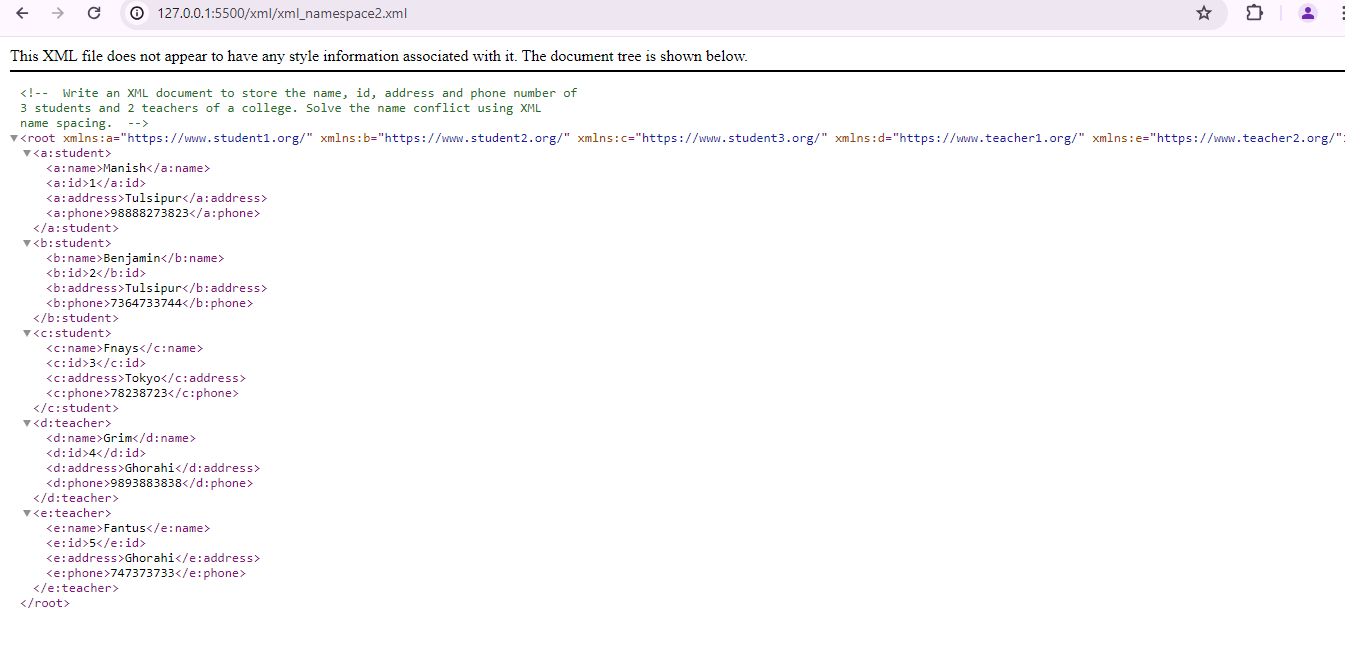 127.0.0.1:5500/xml/xml_namespace2.xml
This XML file does not appear to have any style information associated with it. The document tree is shown below.
<!--  Write an XML document to store the name, id, address and phone number of
3 students and 2 teachers of a college. Solve the name conflict using XML
name spacing.  -->
▼<root xmlns:a="https://www.student1.org/" xmlns:b="https://www.student2.org/" xmlns:c="https://www.student3.org/" xmlns:d="https://www.teacher1.org/" xmlns:e="https://www.teacher2.org/"
▼<a:student>
<a:name>Manish</a:name>
<a:id>1</a:id>
<a:address>Tulsipur</a:address>
<a:phone>98888273823</a:phone>
</a:student>
▼<b:student>
<b:name>Benjamin</b:name>
<b:id>2</b:id>
<b:address>Tulsipur</b:address>
<b:phone>7364733744</b:phone>
</b:student>
▼<c:student>
<c:name>Fnays</c:name>
<c:id>3</c:id>
<c:address>Tokyo</c:address>
<c:phone>78238723</c:phone>
</c:student>
▼<d:teacher>
<d:name>Grim</d:name>
<d:id>4</d:id>
<d:address>Ghorahi</d:address>
<d:phone>9893883838</d:phone>
</d:teacher>
▼<e:teacher>
<e:name>Fantus</e:name>
<e:id>5</e:id>
<e:address>Ghorahi</e:address>
<e:phone>747373733</e:phone>
</e:teacher>
</root>